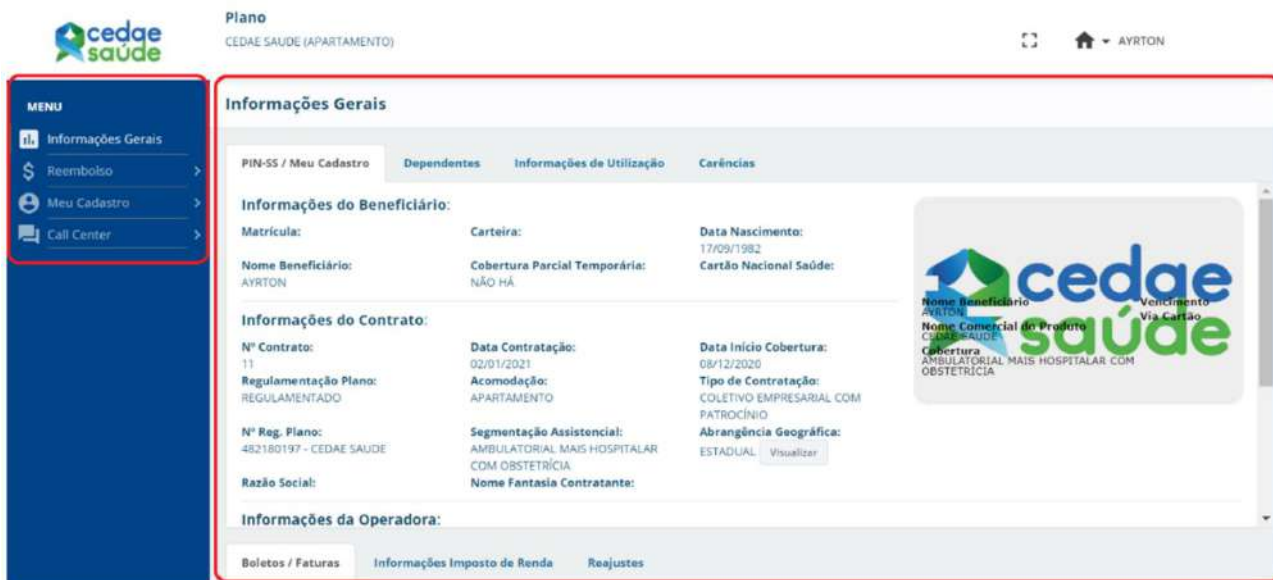 cedae
saúde
Plano
CEDAE SAUDE (APARTAMENTO)
AYRTON
MENU
Informações Gerais
Reembolso
Meu Cadastro
Call Center
Informações Gerais
PIN-SS / Meu Cadastro Dependentes Informações de Utilização Carências
Informações do Beneficiário:
Matrícula: Carteira: Data Nascimento:
17/09/1982
Nome Beneficiário: Cobertura Parcial Temporária: Cartão Nacional Saúde:
AYRTON NÃO HÁ
Informações do Contrato:
Nº Contrato: Data Contratação: Data Início Cobertura:
11 02/01/2021 08/12/2020
Regulamentação Plano: Acomodação: Tipo de Contratação:
REGULAMENTADO APARTAMENTO COLETIVO EMPRESARIAL COM
PATROCÍNIO
Nº Reg. Plano: Segmentação Assistencial: Abrangência Geográfica:
482180197 - CEDAE SAUDE AMBULATORIAL MAIS HOSPITALAR ESTADUAL Visualizar
COM OBSTETRÍCIA
Razão Social: Nome Fantasia Contratante:
Informações da Operadora:
cedae
saúde
Nome Beneficiário Vencimento
AYRTON Via Cartão
Nome Comercial do Produto
CEDAE SAUDE
Cobertura
AMBULATORIAL MAIS HOSPITALAR COM
OBSTETRÍCIA
Boletos / Faturas Informações Imposto de Renda Reajustes